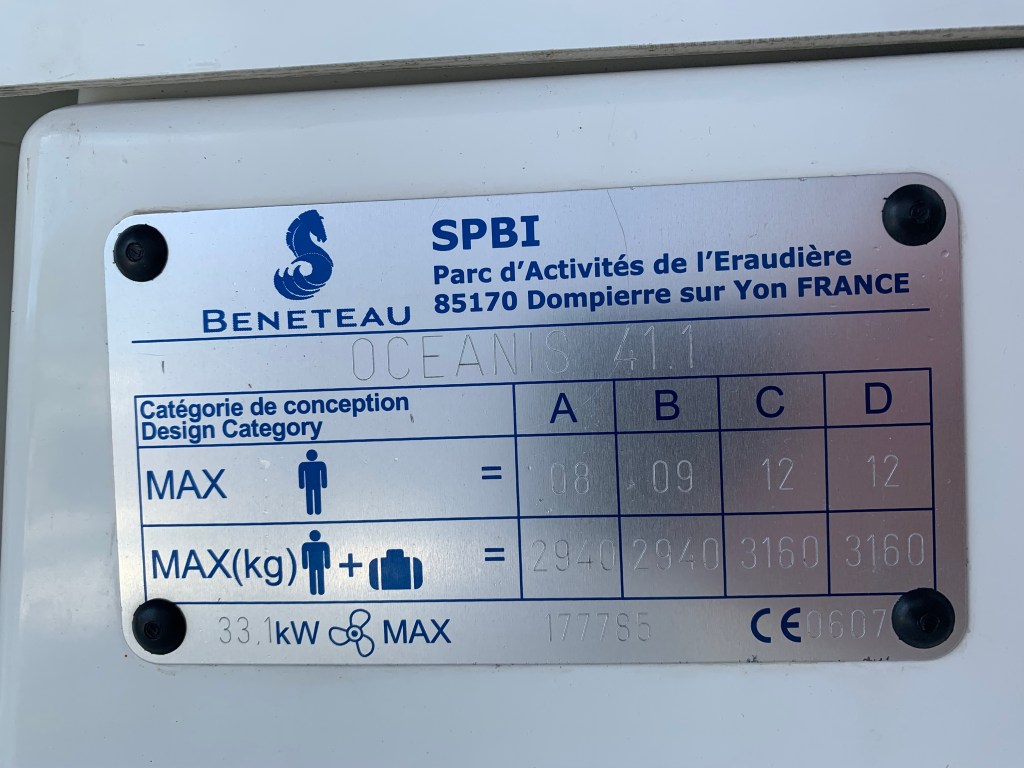 BENETEAU
SPBI
Parc d'Activités de l'Eraudière
85170 Dompierre sur Yon FRANCE
OCEANIS 41.1
Catégorie de conception
Design Category
A B C D
MAX = 08 09 12 12
MAX(kg) + = 2940 2940 3160 3160
33,1kW MAX 177785 CE0607